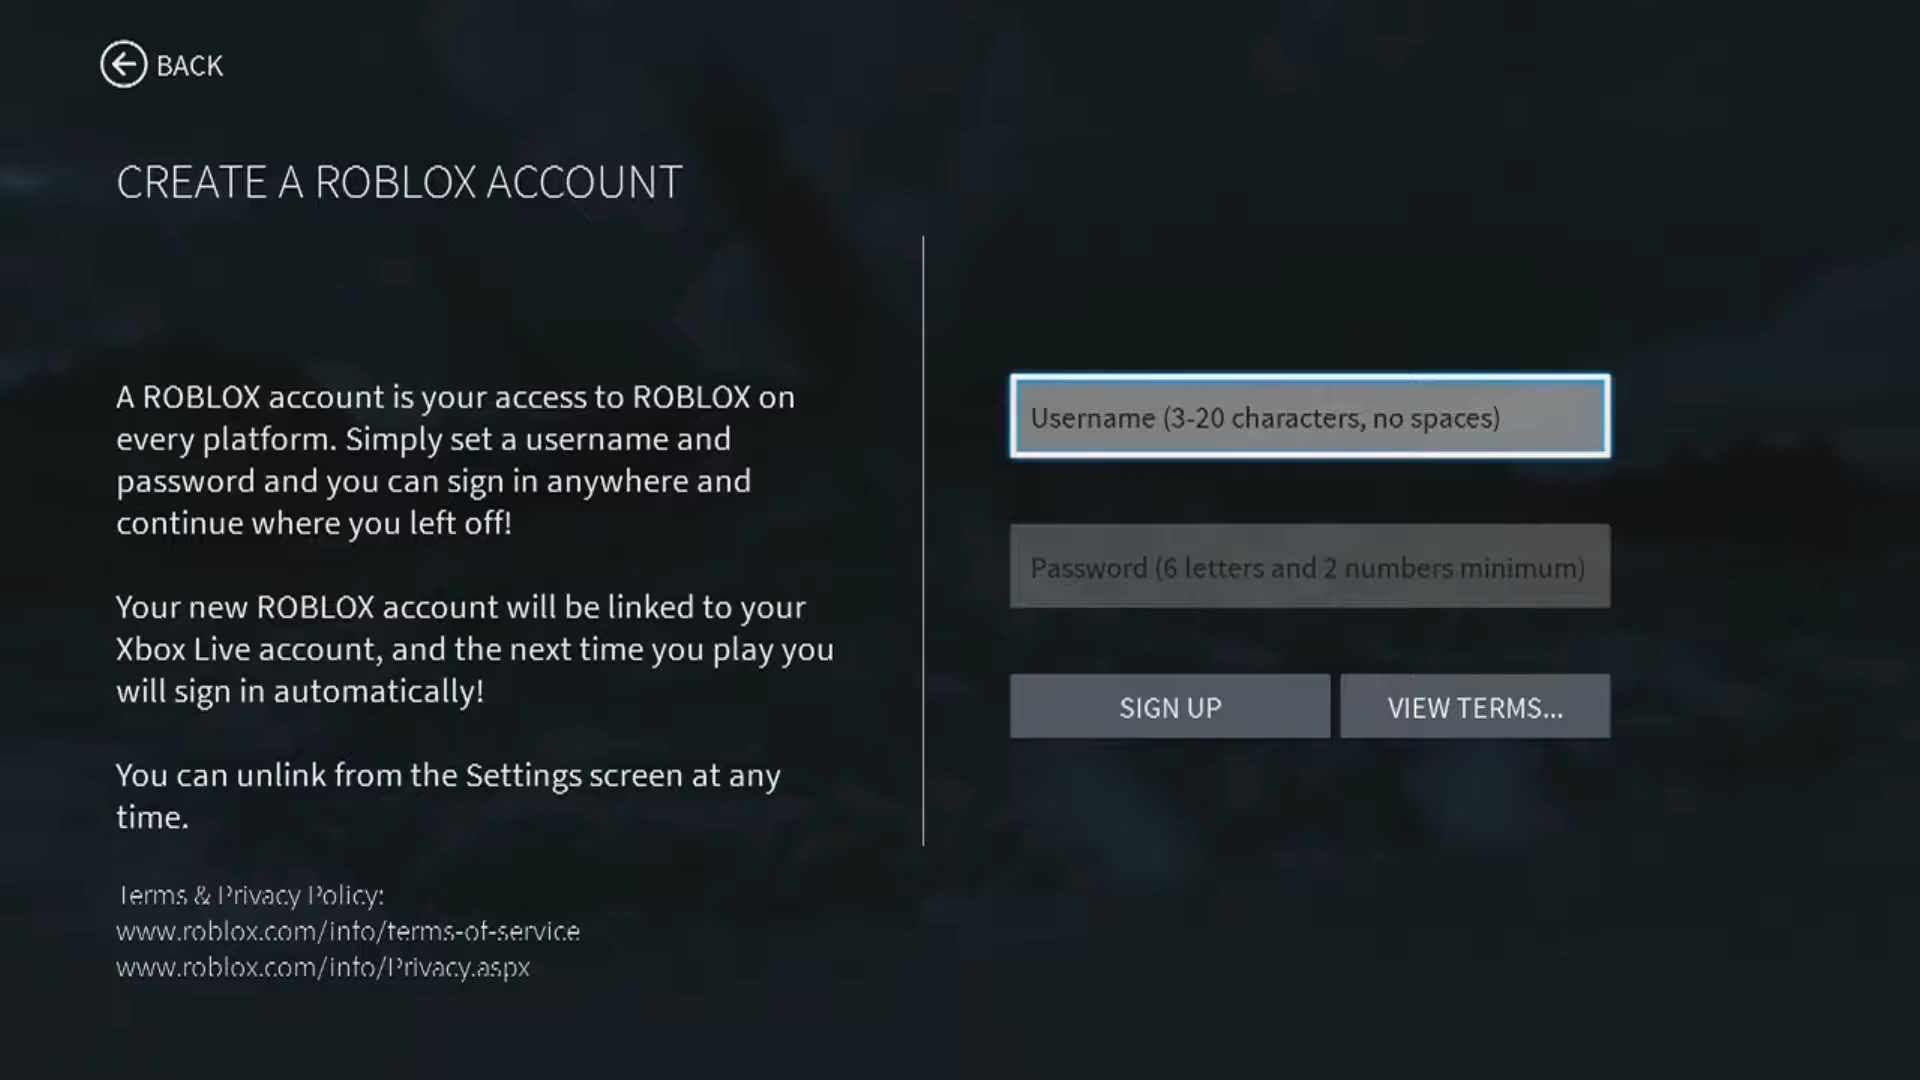 BACK
CREATE A ROBLOX ACCOUNT
A ROBLOX account is your access to ROBLOX on
every platform. Simply set a username and
password and you can sign in anywhere and
continue where you left off!
Your new ROBLOX account will be linked to your
Xbox Live account, and the next time you play you
will sign in automatically!
You can unlink from the Settings screen at any
time.
Terms & Privacy Policy:
www.roblox.com/info/terms-of-service
www.roblox.com/info/Privacy.aspx
Username (3-20 characters, no spaces)
Password (6 letters and 2 numbers minimum)
SIGN UP
VIEW TERMS...